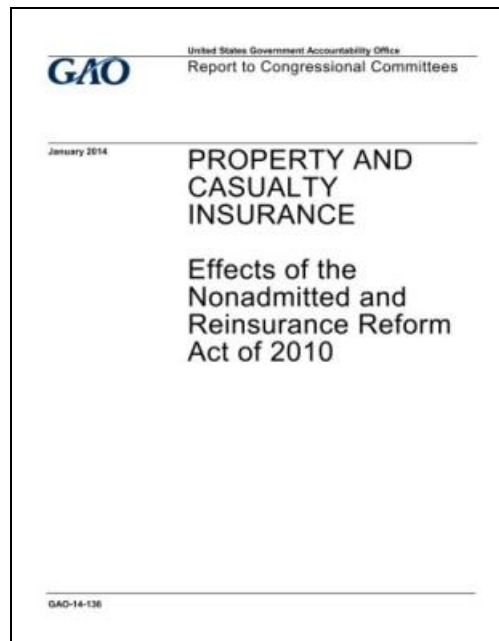 United States Government Accountability Office
GAO
Report to Congressional Committees
January 2014
PROPERTY AND
CASUALTY
INSURANCE
Effects of the
Nonadmitted and
Reinsurance Reform
Act of 2010
GAO-14-136